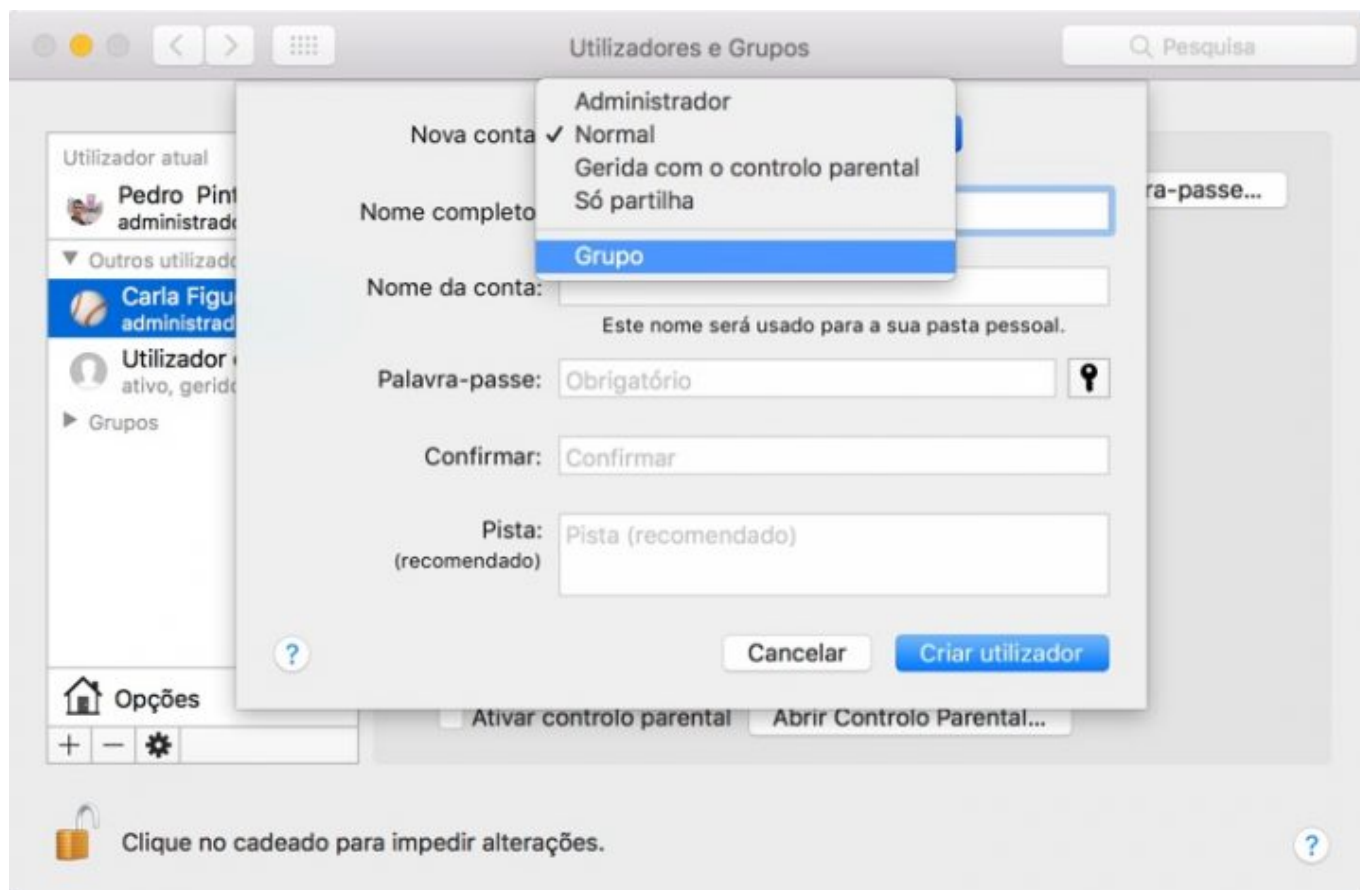 Utilizadores e Grupos
Pesquisa
Administrador
Nova conta
✓ Normal
Gerida com o controlo parental
Só partilha
Grupo
Utilizador atual
Pedro Pint
administrado
Outros utilizado
Carla Figu
administrad
Utilizador
ativo, gerido
Grupos
Opções
ra-passe...
Nome completo
Nome da conta:
Este nome será usado para a sua pasta pessoal.
Palavra-passe:
Obrigatório
Confirmar:
Confirmar
Pista:
(recomendado)
Pista (recomendado)
?
Cancelar
Criar utilizador
Ativar controlo parental
Abrir Controlo Parental...
Clique no cadeado para impedir alterações.
?